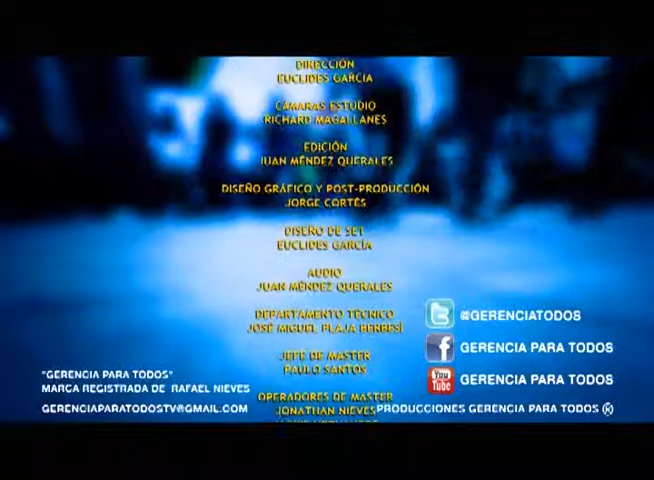 DIRECCIÓN
EUCLIDES GARCIA
CÁMARAS ESTUDIO
RICHARD MAGALLANES
EDICIÓN
JUAN MÉNDEZ QUERALES
DISEÑO GRÁFICO Y POST-PRODUCCIÓN
JORGE CORTÉS
DISEÑO DE SET
EUCLIDES GARCÍA
AUDIO
JUAN MÉNDEZ QUERALES
DEPARTAMENTO TÉCNICO
JOSÉ MIGUEL PLAJA BERBESÍ
JEFE DE MASTER
PAULO SANTOS
OPERADORES DE MASTER
JONATHAN NIEVES
@GERENCIATODOS
GERENCIA PARA TODOS
You Tube
GERENCIA PARA TODOS
"GERENCIA PARA TODOS"
MARCA REGISTRADA DE RAFAEL NIEVES
GERENCIAPARATODOSTV@GMAIL.COM
PRODUCCIONES GERENCIA PARA TODOS